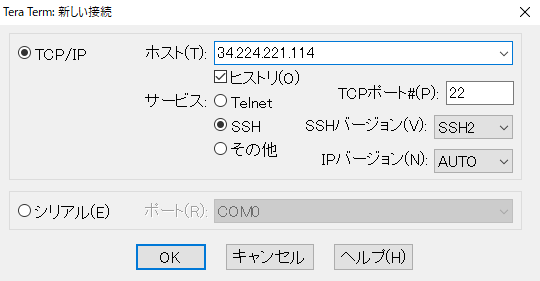 Tera Term: 新しい接続
TCP/IP
ホスト(T): 34.224.221.114
ヒストリ(O)
サービス: Telnet
TCPポート#(P): 22
SSH
SSHバージョン(V): SSH2
その他
IPバージョン(N): AUTO
シリアル(E)
ポート(R): COM0
OK キャンセル ヘルプ(H)